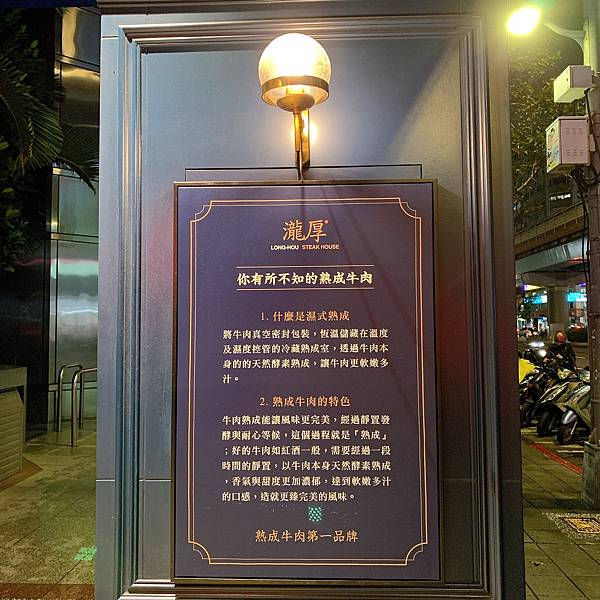 瀧厚®
LONG-HOU STEAK HOUSE
你有所不知的熟成牛肉
1. 什麼是濕式熟成
將牛肉真空密封包裝，恆溫儲藏在溫度
及濕度控管的冷藏熟成室，透過牛肉本
身的的天然酵素熟成，讓牛肉更軟嫩多
汁。
2. 熟成牛肉的特色
牛肉熟成能讓風味更完美，經過靜置發
酵與耐心等候，這個過程就是「熟成」
；好的牛肉如紅酒一般，需要經過一段
時間的靜置，以牛肉本身天然酵素熟成
，香氣與甜度更加濃郁，達到軟嫩多汁
的口感，造就更臻完美的風味。
熟成牛肉第一品牌